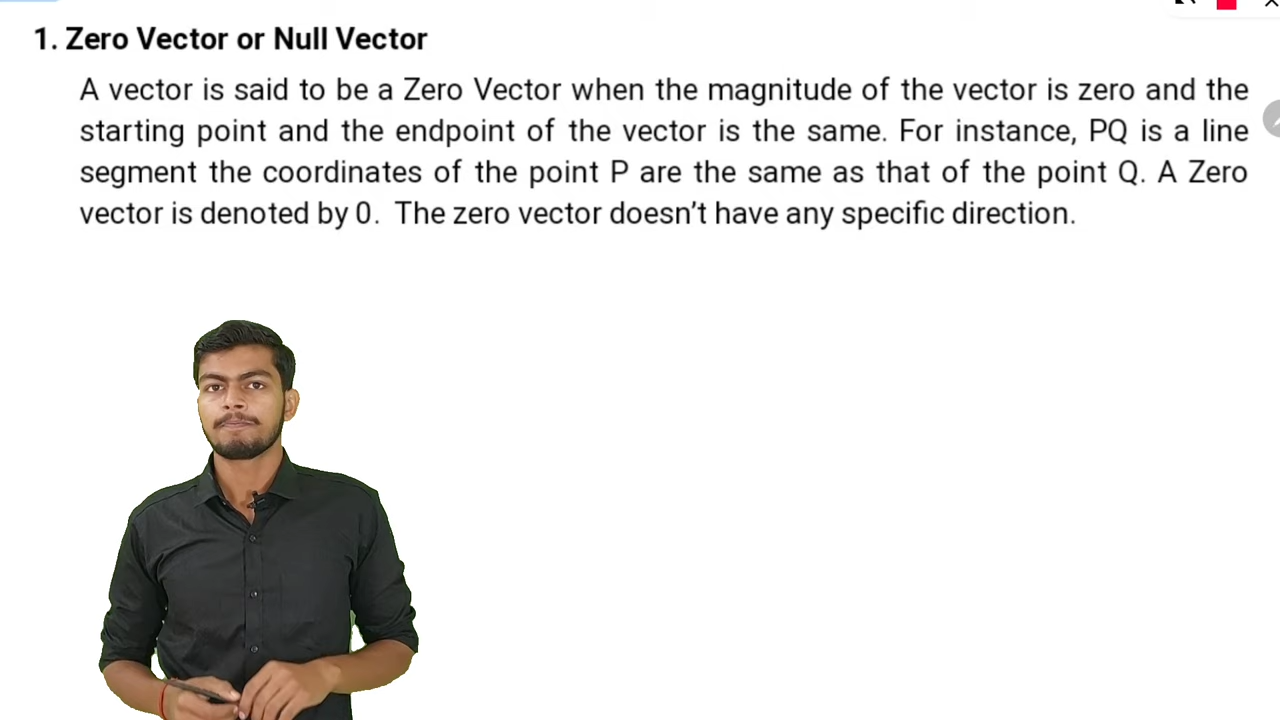 1. Zero Vector or Null Vector
A vector is said to be a Zero Vector when the magnitude of the vector is zero and the
starting point and the endpoint of the vector is the same. For instance, PQ is a line
segment the coordinates of the point P are the same as that of the point Q. A Zero
vector is denoted by 0.  The zero vector doesn’t have any specific direction.